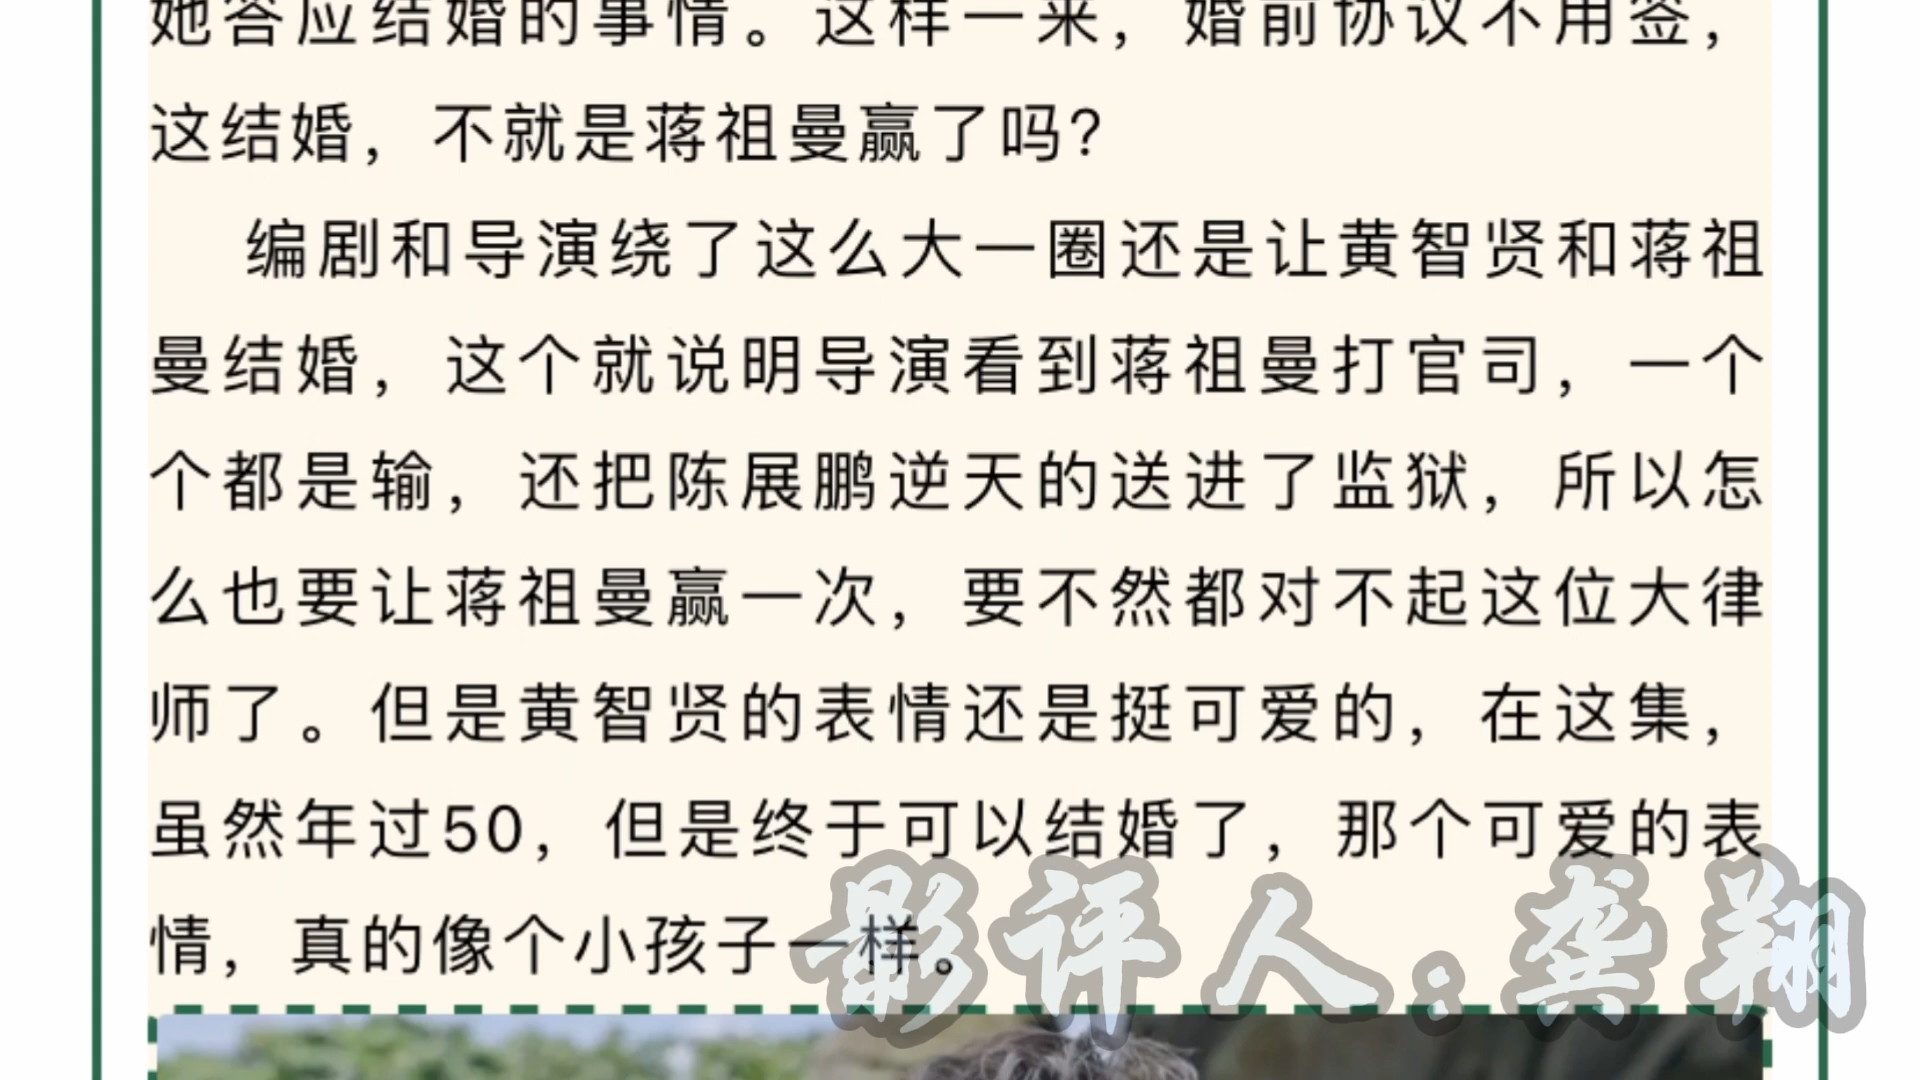 她答应结婚的事情。这样一来，婚前协议不用签，
这结婚，不就是蒋祖曼赢了吗?
编剧和导演绕了这么大一圈还是让黄智贤和蒋祖
曼结婚，这个就说明导演看到蒋祖曼打官司，一个
个都是输，还把陈展鹏逆天的送进了监狱，所以怎
么也要让蒋祖曼赢一次，要不然都对不起这位大律
师了。但是黄智贤的表情还是挺可爱的，在这集，
虽然年过50，但是终于可以结婚了，那个可爱的表
情，真的像个小孩子一样。
影评人:龚翔